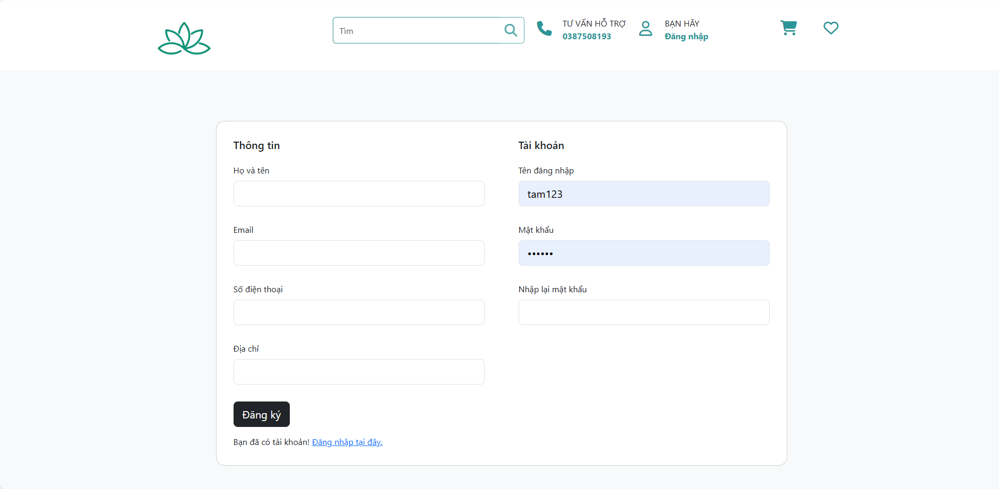 Tìm
TƯ VẤN HỖ TRỢ
0387508193
BẠN HÃY
Đăng nhập
Thông tin
Họ và tên
Email
Số điện thoại
Địa chỉ
Đăng ký
Bạn đã có tài khoản! Đăng nhập tại đây.
Tài khoản
Tên đăng nhập
tam123
Mật khẩu
••••••
Nhập lại mật khẩu